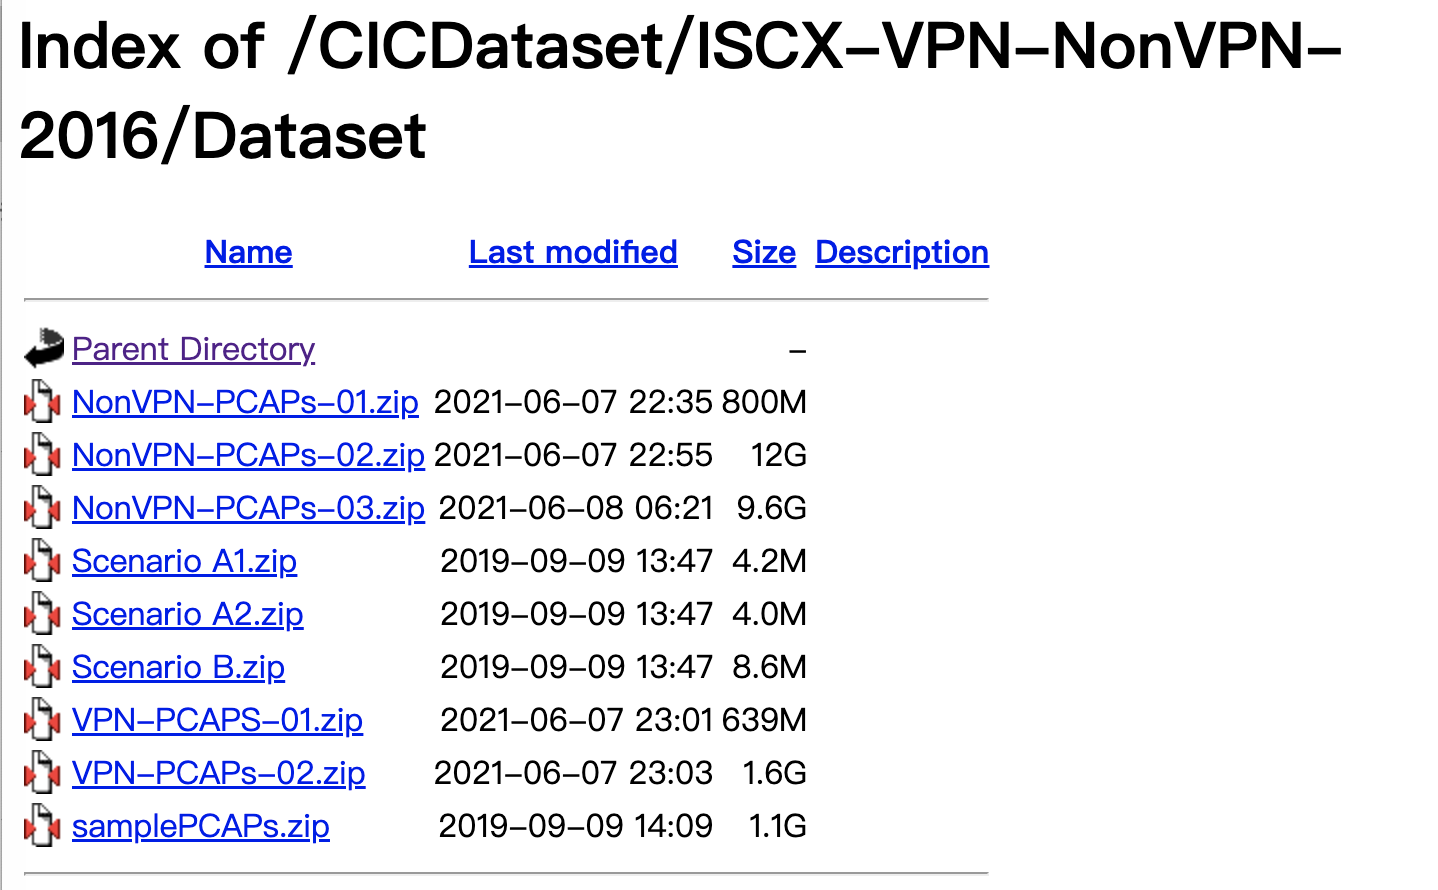 Index of /CICDataset/ISCX-VPN-NonVPN-
2016/Dataset
Name Last modified Size Description
Parent Directory -
NonVPN-PCAPs-01.zip 2021-06-07 22:35 800M
NonVPN-PCAPs-02.zip 2021-06-07 22:55 12G
NonVPN-PCAPs-03.zip 2021-06-08 06:21 9.6G
Scenario A1.zip 2019-09-09 13:47 4.2M
Scenario A2.zip 2019-09-09 13:47 4.0M
Scenario B.zip 2019-09-09 13:47 8.6M
VPN-PCAPS-01.zip 2021-06-07 23:01 639M
VPN-PCAPs-02.zip 2021-06-07 23:03 1.6G
samplePCAPs.zip 2019-09-09 14:09 1.1G